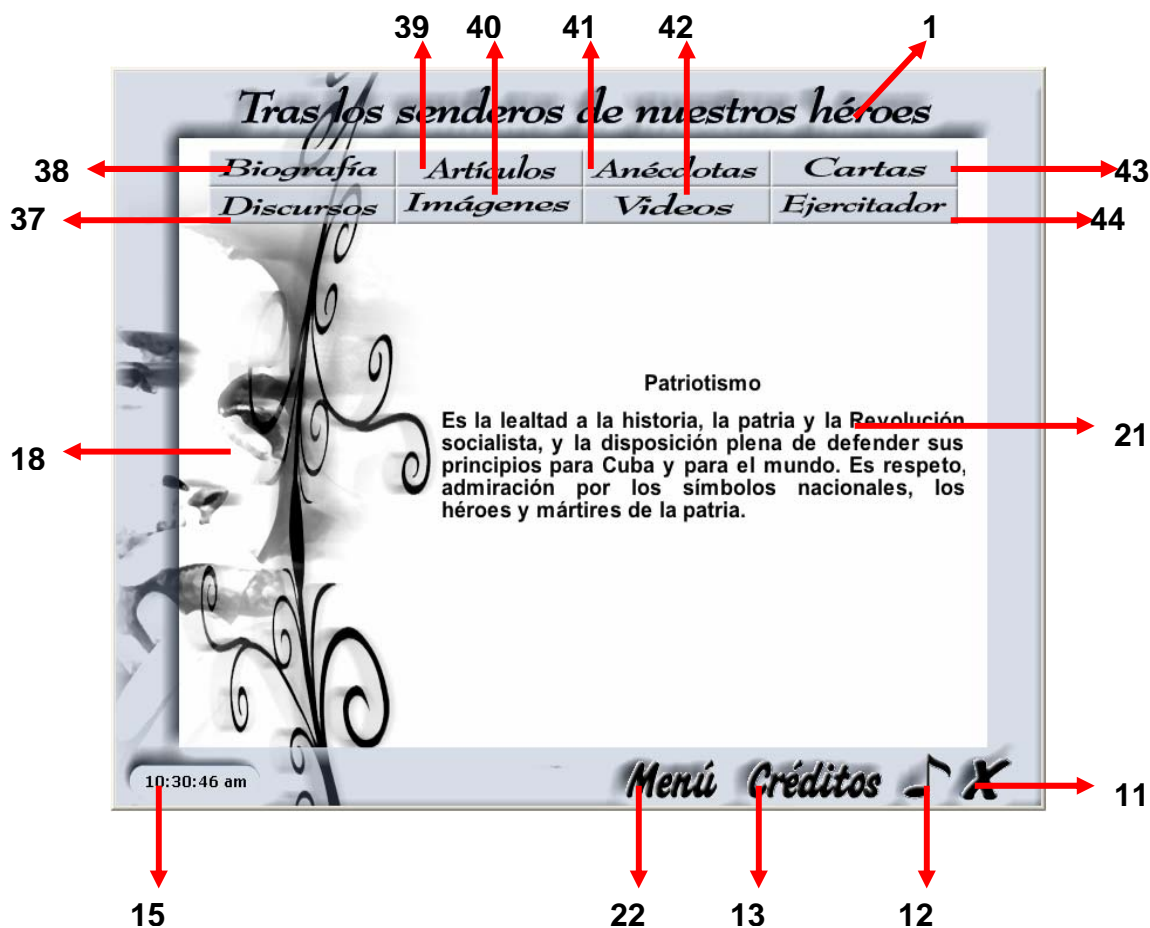 39 40 41 42 1
Tras los senderos de nuestros héroes
38 Biografía Artículos Anécdotas Cartas 43
37 Discursos Imágenes Videos Ejercitador 44
Patriotismo
Es la lealtad a la historia, la patria y la Revolución 21
socialista, y la disposición plena de defender sus
18 principios para Cuba y para el mundo. Es respeto,
admiración por los símbolos nacionales, los
héroes y mártires de la patria.
10:30:46 am Menú Créditos X 11
15 22 13 12